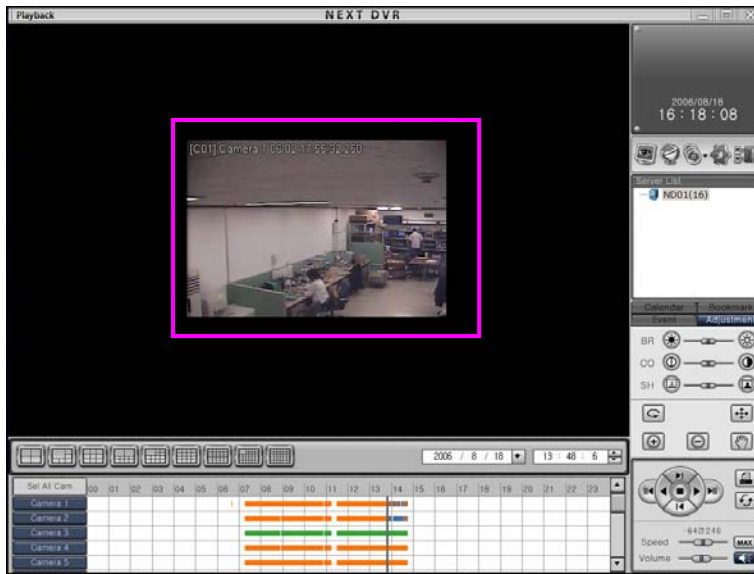 Playback
NEXT DVR
2006/08/18
16:18:08
Server List
ND01(16)
Calendar Bookmark
Event Adjustment
BR
CO
SH
2006 / 8 / 18
13 : 48 : 6
Sel All Cam 00 01 02 03 04 05 06 07 08 09 10 11 12 13 14 15 16 17 18 19 20 21 22 23
Camera 1
Camera 2
Camera 3
Camera 4
Camera 5
Speed MAX
Volume
[C01] Camera 1